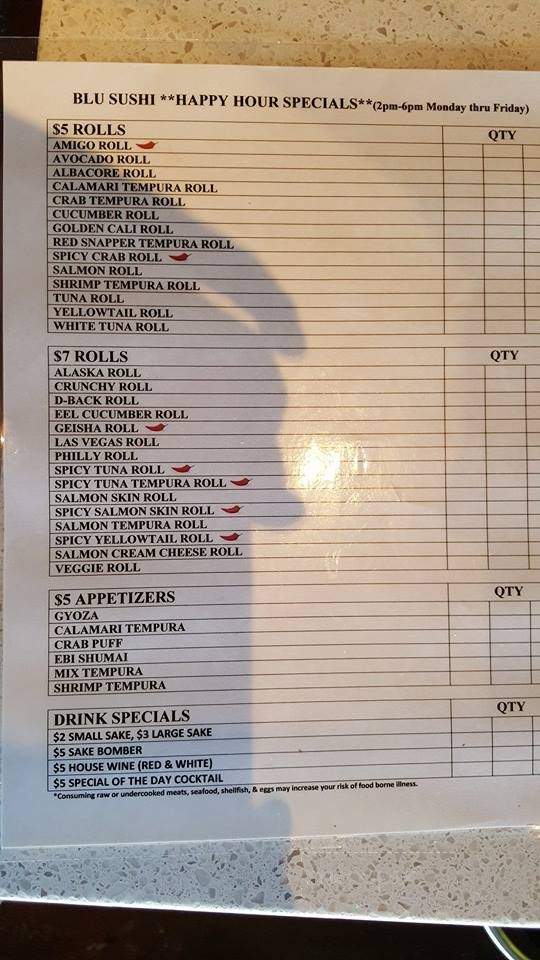 BLU SUSHI **HAPPY HOUR SPECIALS**(2pm-6pm Monday thru Friday)
$5 ROLLS QTY
AMIGO ROLL
AVOCADO ROLL
ALBACORE ROLL
CALAMARI TEMPURA ROLL
CRAB TEMPURA ROLL
CUCUMBER ROLL
GOLDEN CALI ROLL
RED SNAPPER TEMPURA ROLL
SPICY CRAB ROLL
SALMON ROLL
SHRIMP TEMPURA ROLL
TUNA ROLL
YELLOWTAIL ROLL
WHITE TUNA ROLL
$7 ROLLS QTY
ALASKA ROLL
CRUNCHY ROLL
D-BACK ROLL
EEL CUCUMBER ROLL
GEISHA ROLL
LAS VEGAS ROLL
PHILLY ROLL
SPICY TUNA ROLL
SPICY TUNA TEMPURA ROLL
SALMON SKIN ROLL
SPICY SALMON SKIN ROLL
SALMON TEMPURA ROLL
SPICY YELLOWTAIL ROLL
SALMON CREAM CHEESE ROLL
VEGGIE ROLL
$5 APPETIZERS QTY
GYOZA
CALAMARI TEMPURA
CRAB PUFF
EBI SHUMAI
MIX TEMPURA
SHRIMP TEMPURA
DRINK SPECIALS QTY
$2 SMALL SAKE, $3 LARGE SAKE
$5 SAKE BOMBER
$5 HOUSE WINE (RED & WHITE)
$5 SPECIAL OF THE DAY COCKTAIL
*Consuming raw or undercooked meats, seafood, shellfish, & eggs may increase your risk of food borne illness.